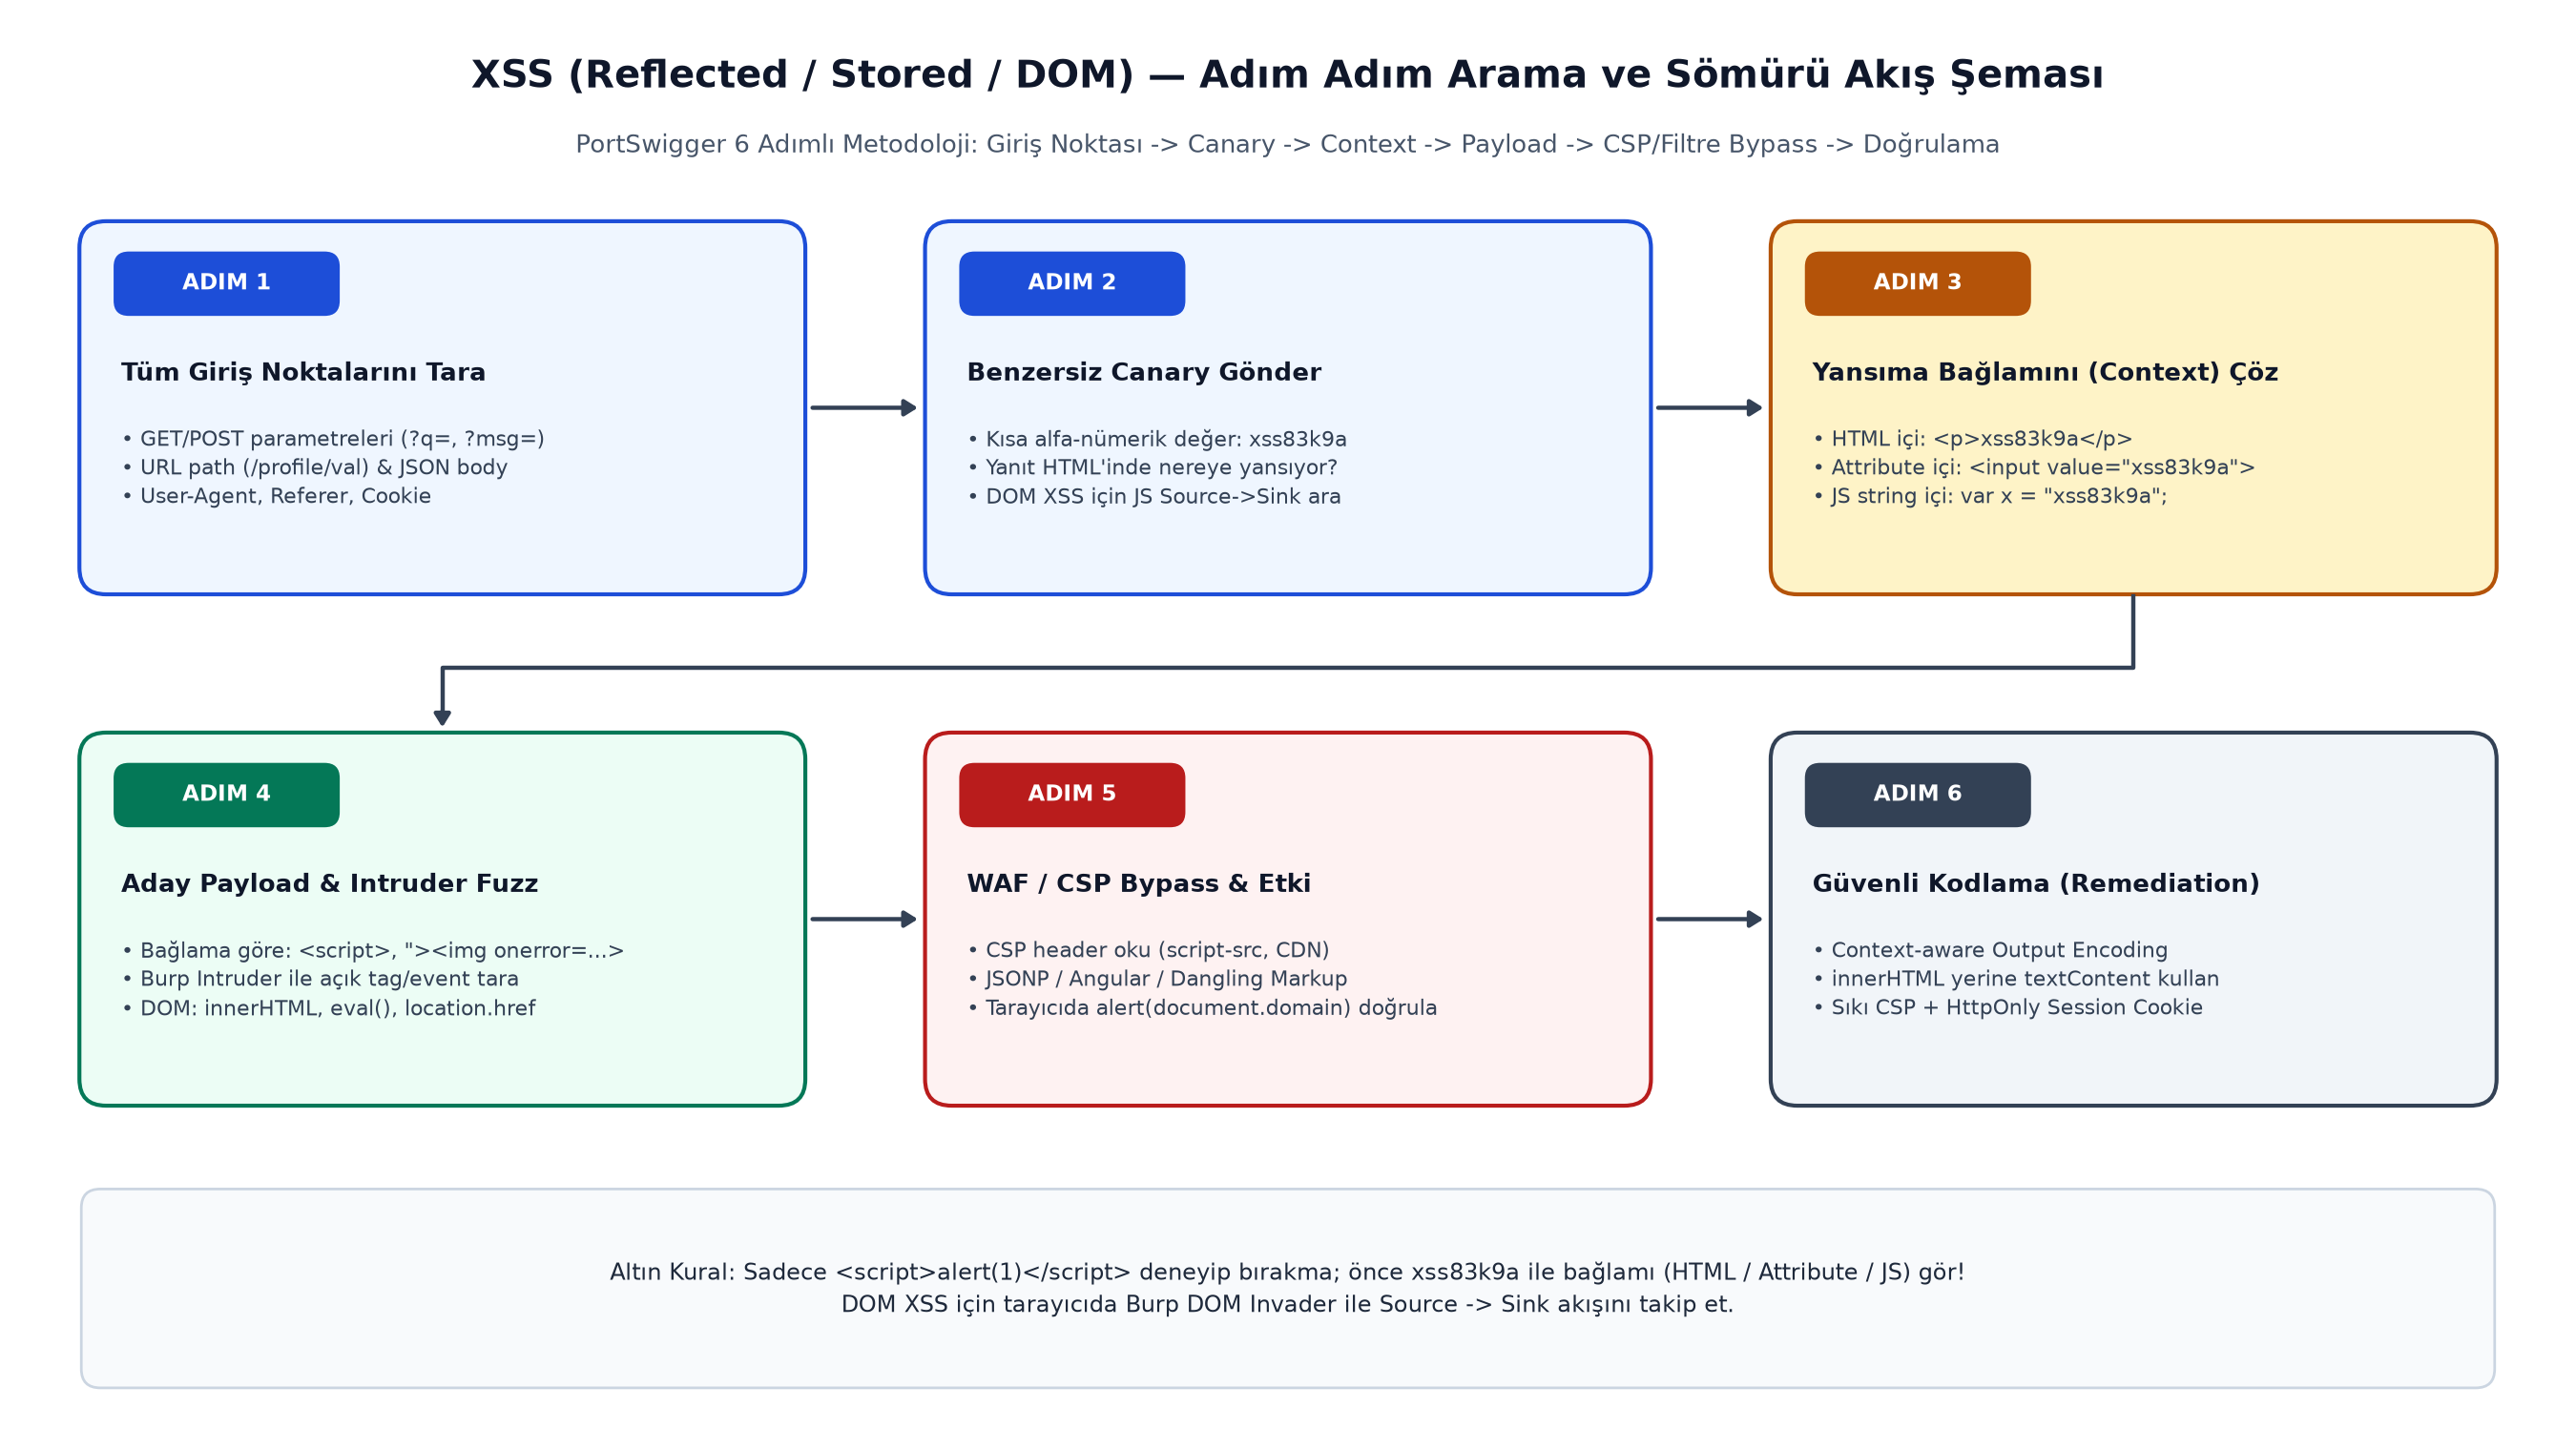 XSS (Reflected / Stored / DOM) — Adım Adım Arama ve Sömürü Akış Şeması
PortSwigger 6 Adımlı Metodoloji: Giriş Noktası -> Canary -> Context -> Payload -> CSP/Filtre Bypass -> Doğrulama
ADIM 1
Tüm Giriş Noktalarını Tara
• GET/POST parametreleri (?q=, ?msg=)
• URL path (/profile/val) & JSON body
• User-Agent, Referer, Cookie
ADIM 2
Benzersiz Canary Gönder
• Kısa alfa-nümerik değer: xss83k9a
• Yanıt HTML'inde nereye yansıyor?
• DOM XSS için JS Source->Sink ara
ADIM 3
Yansıma Bağlamını (Context) Çöz
• HTML içi: <p>xss83k9a</p>
• Attribute içi: <input value="xss83k9a">
• JS string içi: var x = "xss83k9a";
ADIM 4
Aday Payload & Intruder Fuzz
• Bağlama göre: <script>, "><img onerror=...>
• Burp Intruder ile açık tag/event tara
• DOM: innerHTML, eval(), location.href
ADIM 5
WAF / CSP Bypass & Etki
• CSP header oku (script-src, CDN)
• JSONP / Angular / Dangling Markup
• Tarayıcıda alert(document.domain) doğrula
ADIM 6
Güvenli Kodlama (Remediation)
• Context-aware Output Encoding
• innerHTML yerine textContent kullan
• Sıkı CSP + HttpOnly Session Cookie
Altın Kural: Sadece <script>alert(1)</script> deneyip bırakma; önce xss83k9a ile bağlamı (HTML / Attribute / JS) gör!
DOM XSS için tarayıcıda Burp DOM Invader ile Source -> Sink akışını takip et.